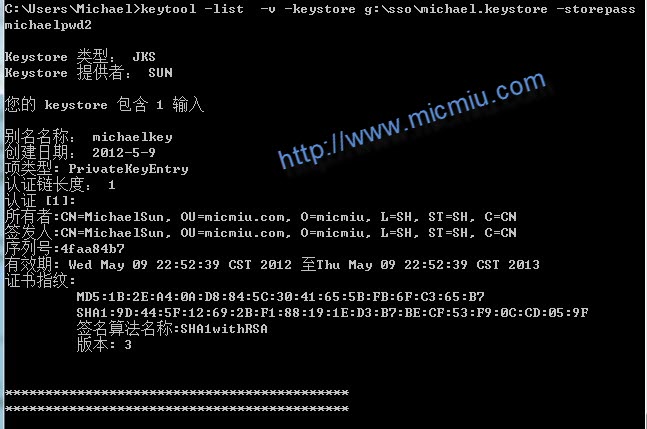 C:\Users\Michael>keytool -list  -v -keystore g:\sso\michael.keystore -storepass
michaelpwd2
Keystore 类型： JKS
Keystore 提供者： SUN
您的 keystore 包含 1 输入
http://www.micmiu.com
别名名称： michaelkey
创建日期： 2012-5-9
项类型: PrivateKeyEntry
认证链长度： 1
认证 [1]:
所有者:CN=MichaelSun, OU=micmiu.com, O=micmiu, L=SH, ST=SH, C=CN
签发人:CN=MichaelSun, OU=micmiu.com, O=micmiu, L=SH, ST=SH, C=CN
序列号:4faa84b7
有效期: Wed May 09 22:52:39 CST 2012 至Thu May 09 22:52:39 CST 2013
证书指纹:
MD5:1B:2E:A4:0A:D8:84:5C:30:41:65:5B:FB:6F:C3:65:B7
SHA1:9D:44:5F:12:69:2B:F1:88:19:1E:D3:B7:BE:CF:53:F9:0C:CD:05:9F
签名算法名称:SHA1withRSA
版本: 3
*******************************************
*******************************************